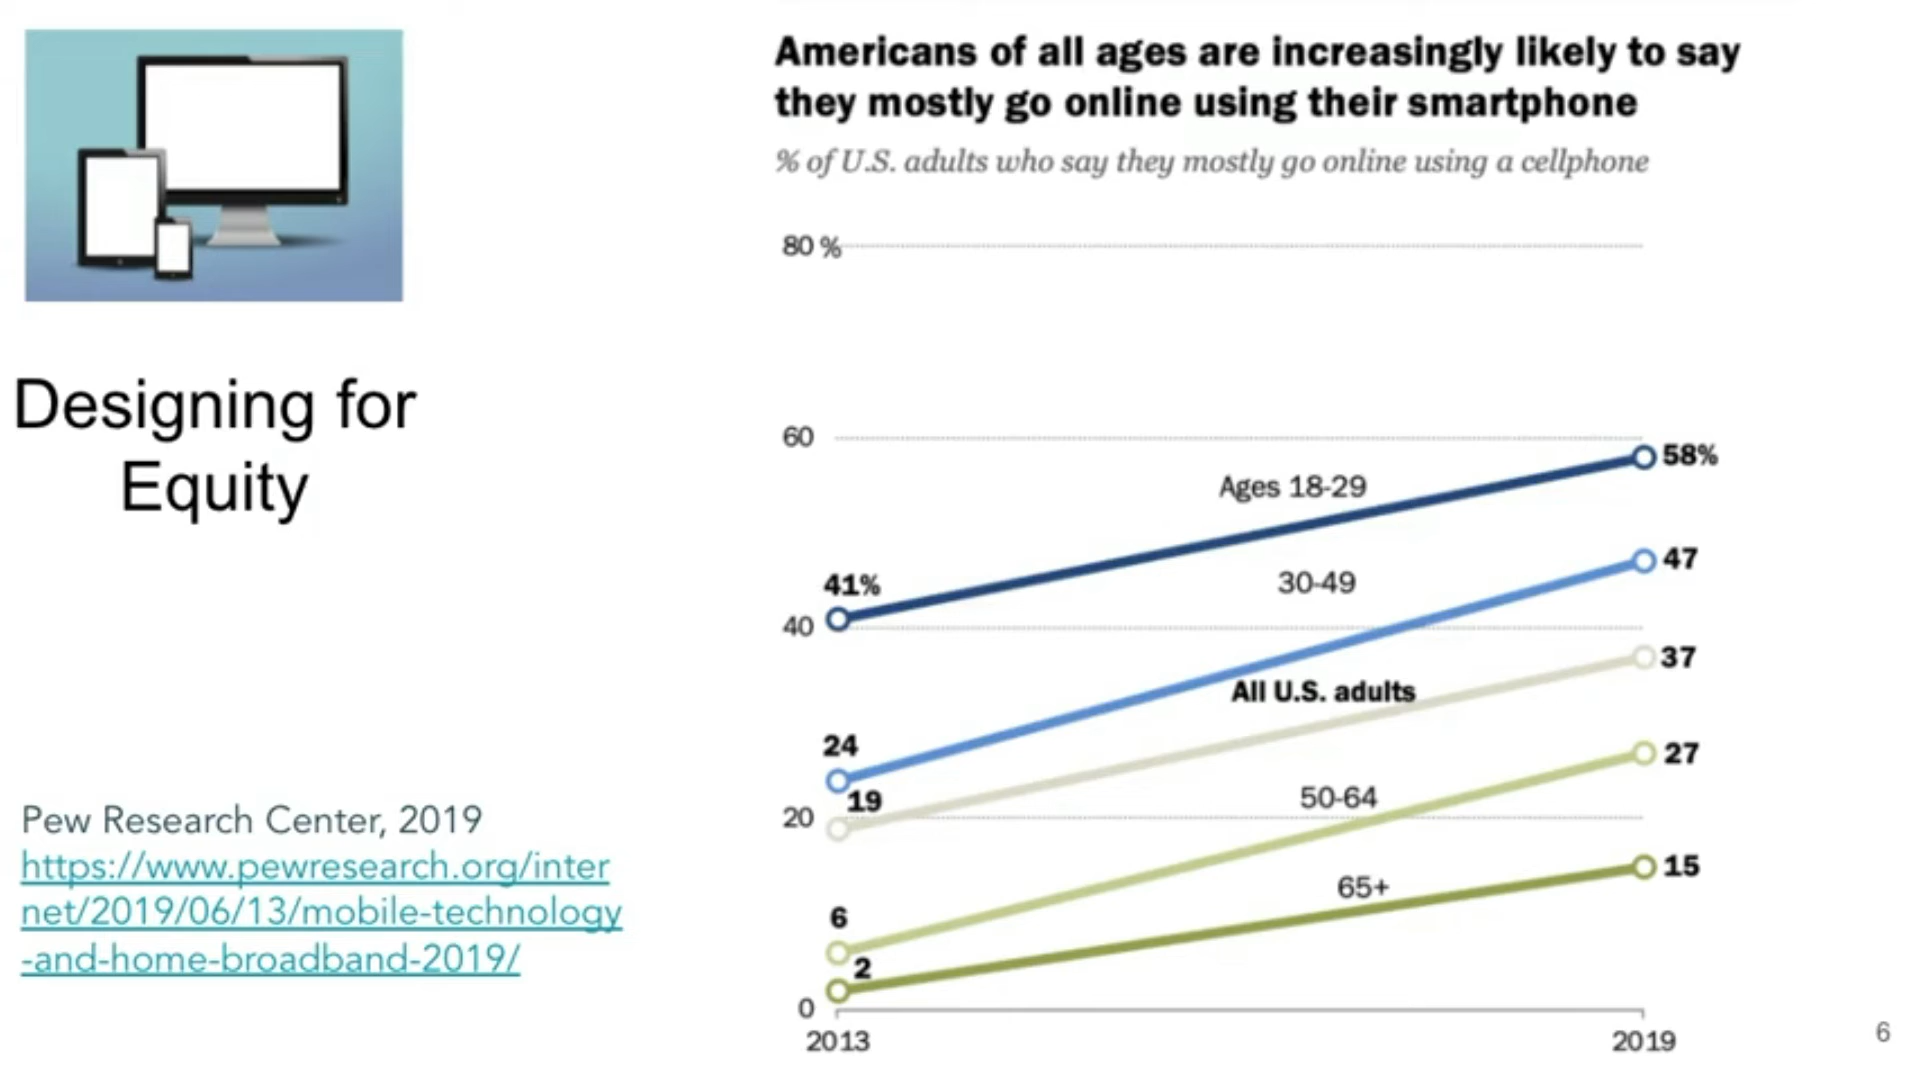 Americans of all ages are increasingly likely to say
they mostly go online using their smartphone
% of U.S. adults who say they mostly go online using a cellphone
Designing for
Equity
Pew Research Center, 2019
https://www.pewresearch.org/inter
net/2019/06/13/mobile-technology
-and-home-broadband-2019/
80 %
60
58%
Ages 18-29
47
41%
30-49
40
37
All U.S. adults
24
27
19
50-64
20
15
65+
6
2
0
2013
2019
6